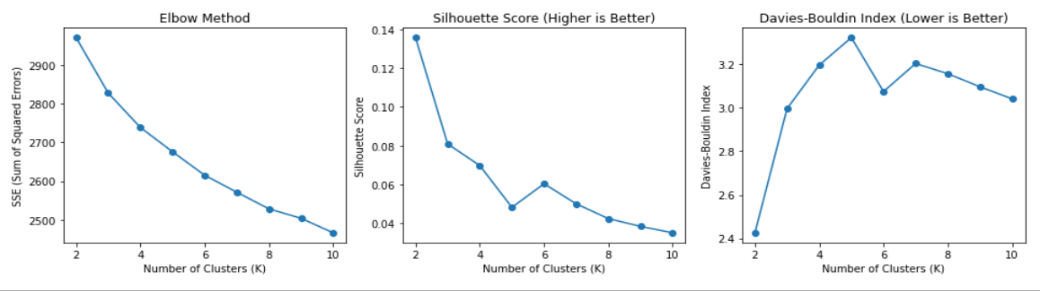 Elbow Method
SSE (Sum of Squared Errors)
2900
2800
2700
2600
2500
2 4 6 8 10
Number of Clusters (K)
Silhouette Score (Higher is Better)
Silhouette Score
0.14
0.12
0.10
0.08
0.06
0.04
2 4 6 8 10
Number of Clusters (K)
Davies-Bouldin Index (Lower is Better)
Davies-Bouldin Index
3.2
3.0
2.8
2.6
2.4
2 4 6 8 10
Number of Clusters (K)